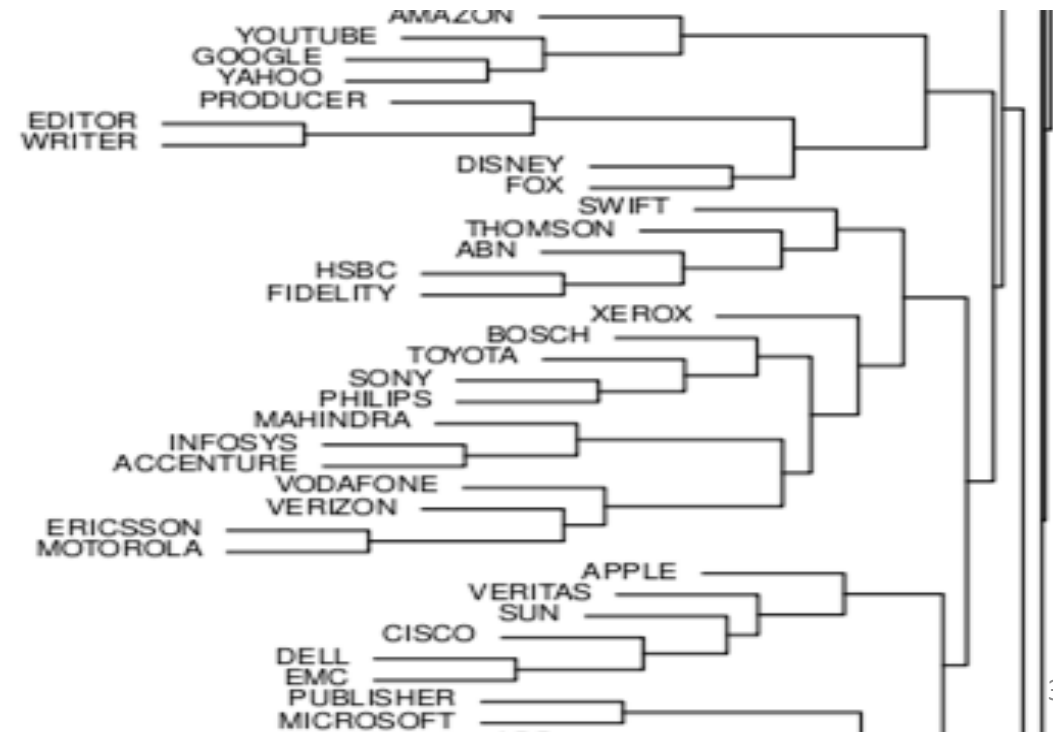 AMAZON
YOUTUBE
GOOGLE
YAHOO
PRODUCER
EDITOR
WRITER
DISNEY
FOX
SWIFT
THOMSON
ABN
HSBC
FIDELITY
XEROX
BOSCH
TOYOTA
SONY
PHILIPS
MAHINDRA
INFOSYS
ACCENTURE
VODAFONE
VERIZON
ERICSSON
MOTOROLA
APPLE
VERITAS
SUN
CISCO
DELL
EMC
PUBLISHER
MICROSOFT